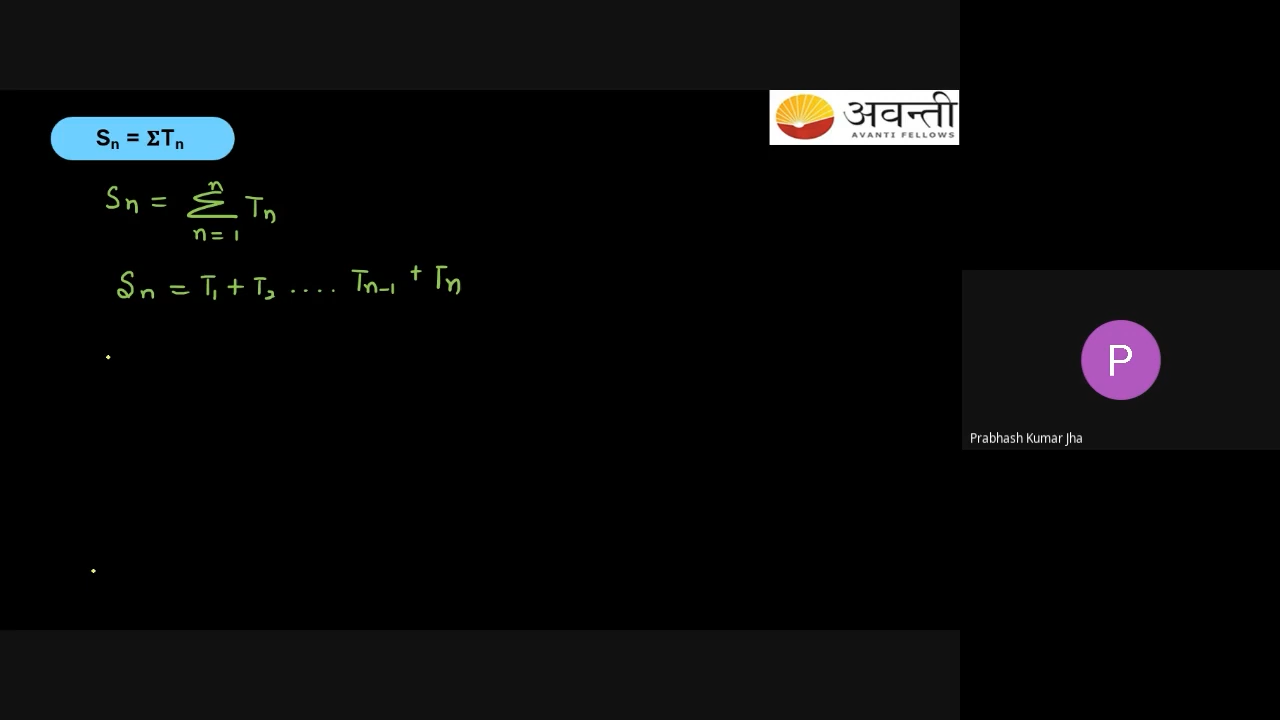 Sₙ = ΣTₙ
अवन्ती
AVANTI FELLOWS
n
Sn = Σ Tn
n = 1
Sn = T₁ + T₂ .... Tn-1 + Tn
P
Prabhash Kumar Jha